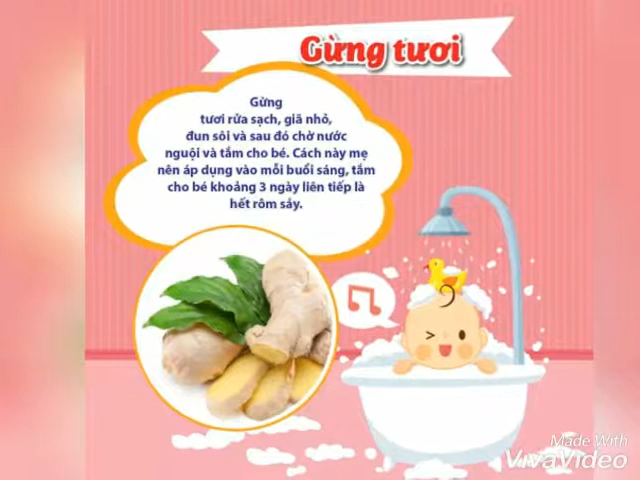 Gừng tươi
Gừng
tươi rửa sạch, giã nhỏ,
đun sôi và sau đó chờ nước
nguội và tắm cho bé. Cách này mẹ
nên áp dụng vào mỗi buổi sáng, tắm
cho bé khoảng 3 ngày liên tiếp là
hết rôm sảy.
Made With
VivaVideo